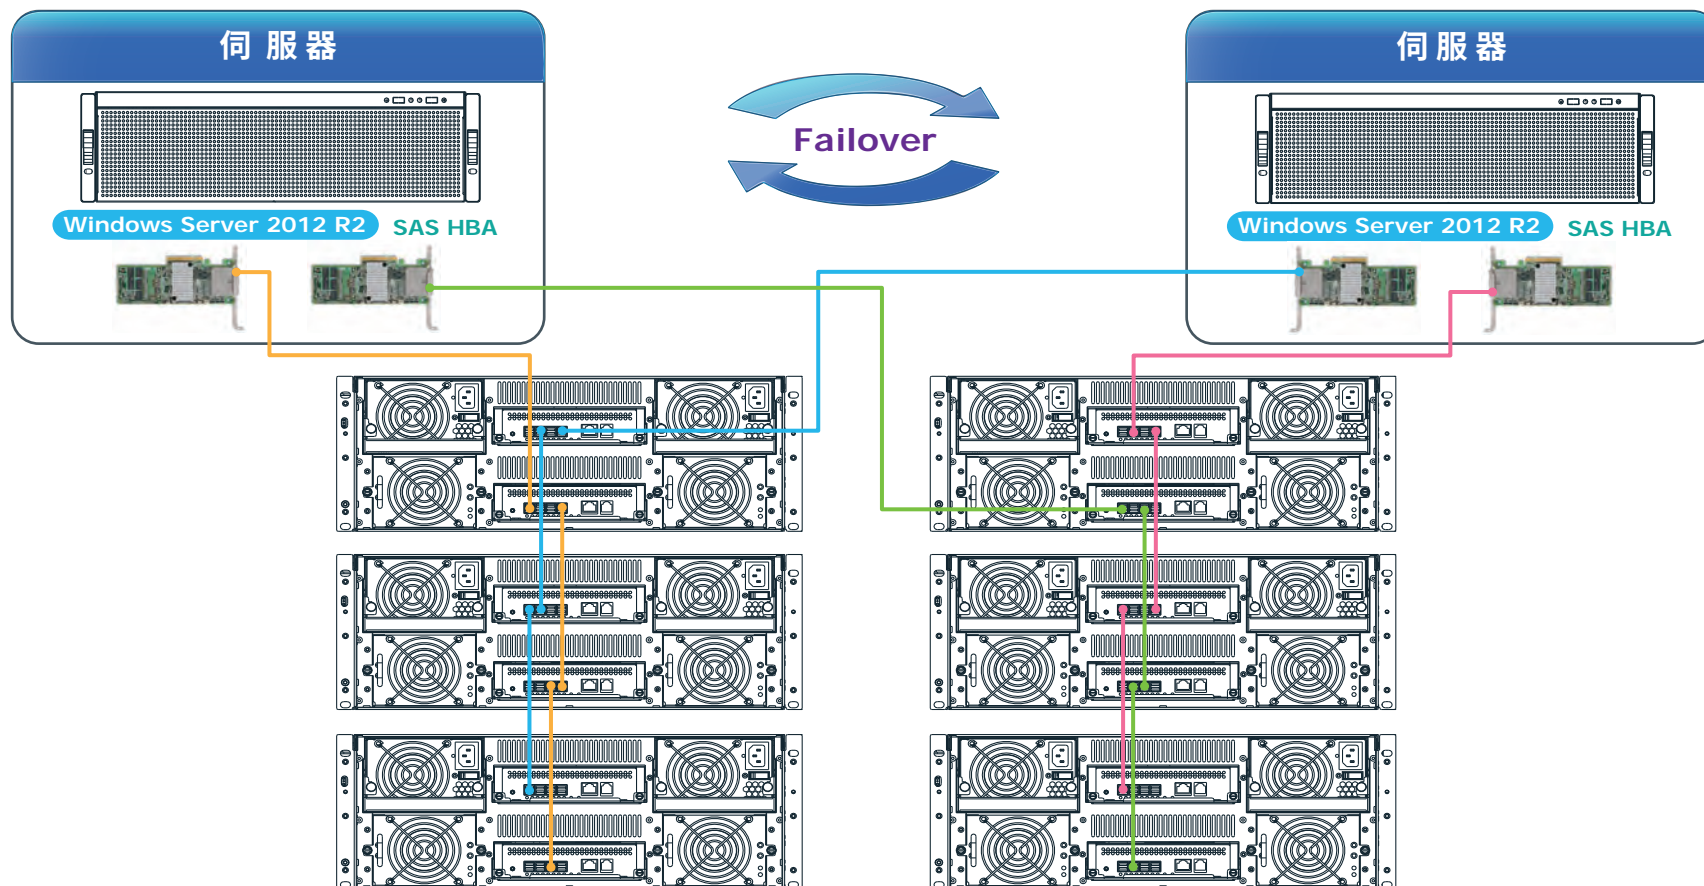 伺服器
伺服器
Failover
Windows Server 2012 R2 SAS HBA
Windows Server 2012 R2 SAS HBA